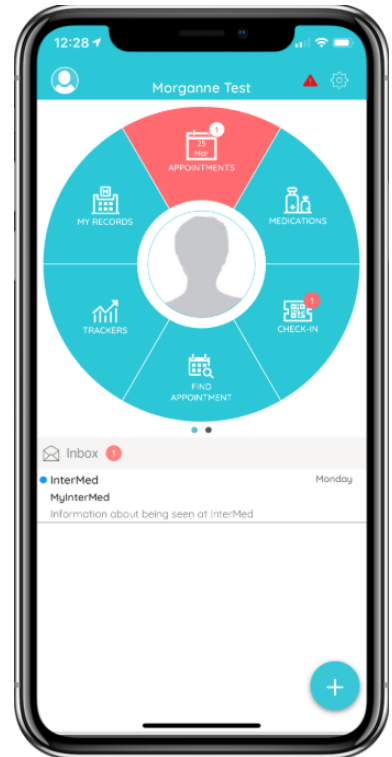 12:28
Morganne Test
1
25
Mar
APPOINTMENTS
H
MY RECORDS
MEDICATIONS
TRACKERS
1
CHECK-IN
FIND
APPOINTMENT
Inbox 1
InterMed Monday
MyInterMed
Information about being seen at InterMed
+